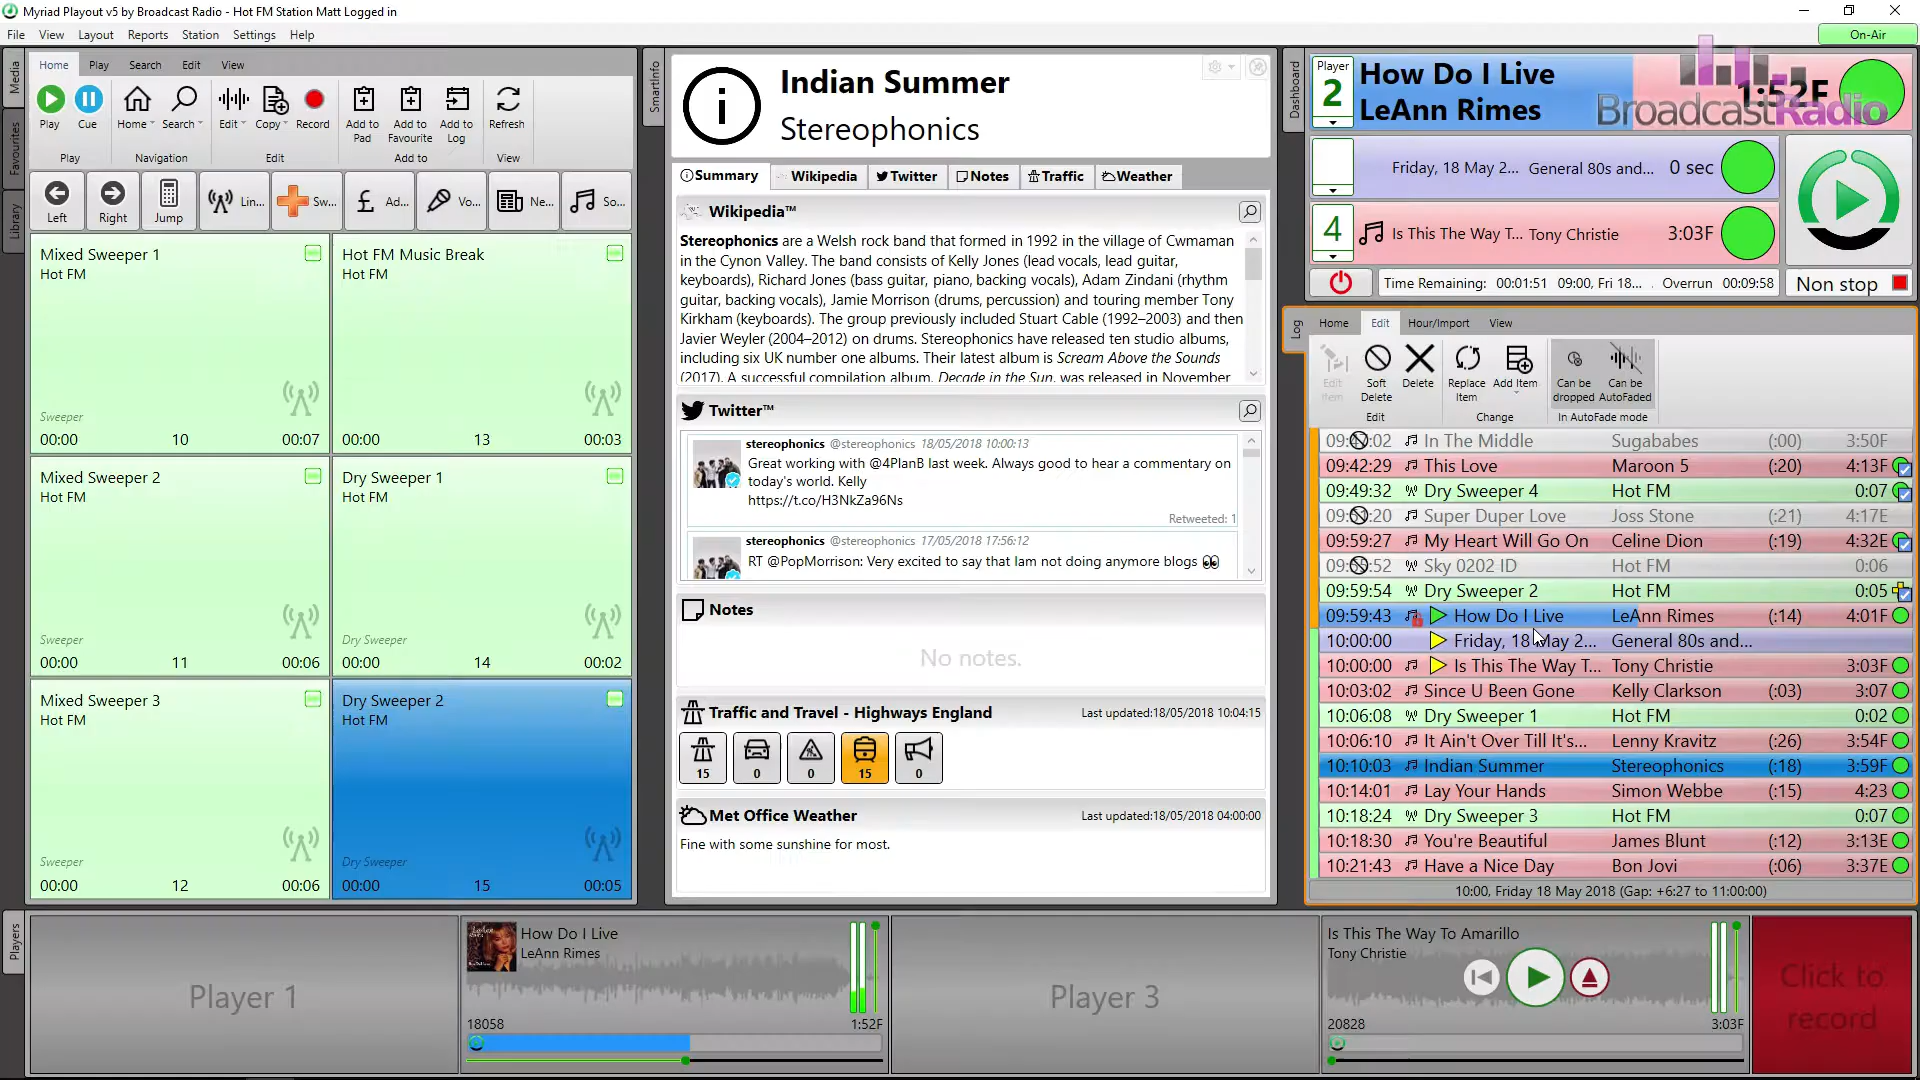 Myriad Playout v5 by Broadcast Radio - Hot FM Station Matt Logged in
File View Layout Reports Station Settings Help
On-Air
Media
Favourites
Library
Home Play Search Edit View
Play Cue Home Search Edit Copy Record Add to Pad Add to Favourite Add to Log Refresh
Play Navigation Edit Add to View
Left Right Jump Lin... Sw... Ad... Vo... Ne... So...
Mixed Sweeper 1
Hot FM
Sweeper
00:00 10 00:07
Hot FM Music Break
Hot FM
00:00 13 00:03
Mixed Sweeper 2
Hot FM
Sweeper
00:00 11 00:06
Dry Sweeper 1
Hot FM
Dry Sweeper
00:00 14 00:02
Mixed Sweeper 3
Hot FM
Sweeper
00:00 12 00:06
Dry Sweeper 2
Hot FM
Dry Sweeper
00:00 15 00:05
SmartInfo
Indian Summer
Stereophonics
Summary Wikipedia Twitter Notes Traffic Weather
Wikipedia™
Stereophonics are a Welsh rock band that formed in 1992 in the village of Cwmaman
in the Cynon Valley. The band consists of Kelly Jones (lead vocals, lead guitar,
keyboards), Richard Jones (bass guitar, piano, backing vocals), Adam Zindani (rhythm
guitar, backing vocals), Jamie Morrison (drums, percussion) and touring member Tony
Kirkham (keyboards). The group previously included Stuart Cable (1992–2003) and then
Javier Weyler (2004–2012) on drums. Stereophonics have released ten studio albums,
including six UK number one albums. Their latest album is Scream Above the Sounds
(2017). A successful compilation album, Decade in the Sun, was released in November
Twitter™
stereophonics @stereophonics 18/05/2018 10:00:13
Great working with @4PlanB last week. Always good to hear a commentary on
today's world. Kelly
https://t.co/H3NkZa96Ns
Retweeted: 1
stereophonics @stereophonics 17/05/2018 17:56:12
RT @PopMorrison: Very excited to say that Iam not doing anymore blogs 👀
Notes
No notes.
Traffic and Travel - Highways England Last updated:18/05/2018 10:04:15
15 0 0 15 0
Met Office Weather Last updated:18/05/2018 04:00:00
Fine with some sunshine for most.
Dashboard
Player
2
How Do I Live
LeAnn Rimes
1:52F
BroadcastRadio
Friday, 18 May 2... General 80s and... 0 sec
4 Is This The Way T... Tony Christie 3:03F
Time Remaining: 00:01:51 09:00, Fri 18... Overrun 00:09:58
Non stop
Log
Home Edit Hour/Import View
Edit Item Soft Delete Delete Replace Item Add Item Can be dropped Can be AutoFaded
Edit Change In AutoFade mode
In The Middle Sugababes (:00) 3:50F
09:42:29 This Love Maroon 5 (:20) 4:13F
09:49:32 Dry Sweeper 4 Hot FM 0:07
Super Duper Love Joss Stone (:21) 4:17E
09:59:27 My Heart Will Go On Celine Dion (:19) 4:32E
Sky 0202 ID Hot FM 0:06
09:59:54 Dry Sweeper 2 Hot FM 0:05
09:59:43 How Do I Live LeAnn Rimes (:14) 4:01F
10:00:00 Friday, 18 May 2... General 80s and...
10:00:00 Is This The Way T... Tony Christie 3:03F
10:03:02 Since U Been Gone Kelly Clarkson (:03) 3:07
10:06:08 Dry Sweeper 1 Hot FM 0:02
10:06:10 It Ain't Over Till It's... Lenny Kravitz (:26) 3:54F
10:10:03 Indian Summer Stereophonics (:18) 3:59F
10:14:01 Lay Your Hands Simon Webbe (:15) 4:23
10:18:24 Dry Sweeper 3 Hot FM 0:07
10:18:30 You're Beautiful James Blunt (:12) 3:13E
10:21:43 Have a Nice Day Bon Jovi (:06) 3:37E
10:00, Friday 18 May 2018 (Gap: +6:27 to 11:00:00)
Players
Player 1
How Do I Live
LeAnn Rimes
18058 1:52F
Player 3
Is This The Way To Amarillo
Tony Christie
20828 3:03F
Click to
record